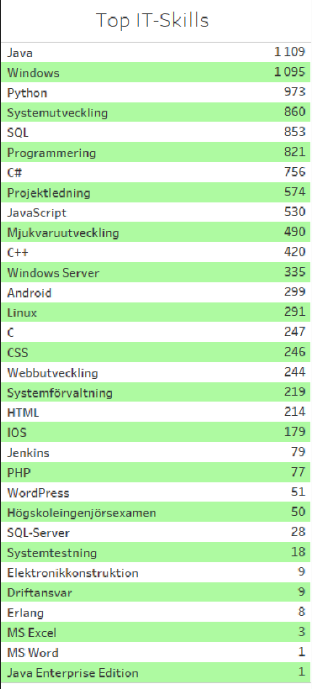 Top IT-Skills
Java 1 109
Windows 1 095
Python 973
Systemutveckling 860
SQL 853
Programmering 821
C# 756
Projektledning 574
JavaScript 530
Mjukvaruutveckling 490
C++ 420
Windows Server 335
Android 299
Linux 291
C 247
CSS 246
Webbutveckling 244
Systemförvaltning 219
HTML 214
IOS 179
Jenkins 79
PHP 77
WordPress 51
Högskoleingenjörsexamen 50
SQL-Server 28
Systemtestning 18
Elektronikkonstruktion 9
Driftansvar 9
Erlang 8
MS Excel 3
MS Word 1
Java Enterprise Edition 1